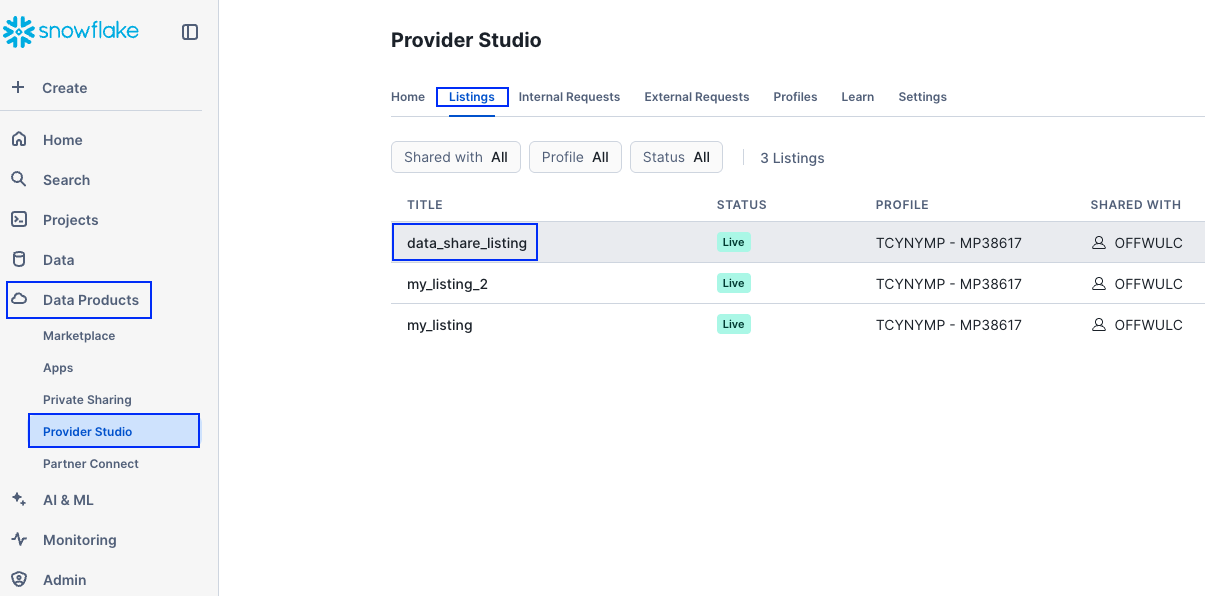 snowflake
Create
Home
Search
Projects
Data
Data Products
Marketplace
Apps
Private Sharing
Provider Studio
Partner Connect
AI & ML
Monitoring
Admin
Provider Studio
Home Listings Internal Requests External Requests Profiles Learn Settings
Shared with All Profile All Status All 3 Listings
TITLE STATUS PROFILE SHARED WITH
data_share_listing Live TCYNYMP - MP38617 OFFWULC
my_listing_2 Live TCYNYMP - MP38617 OFFWULC
my_listing Live TCYNYMP - MP38617 OFFWULC